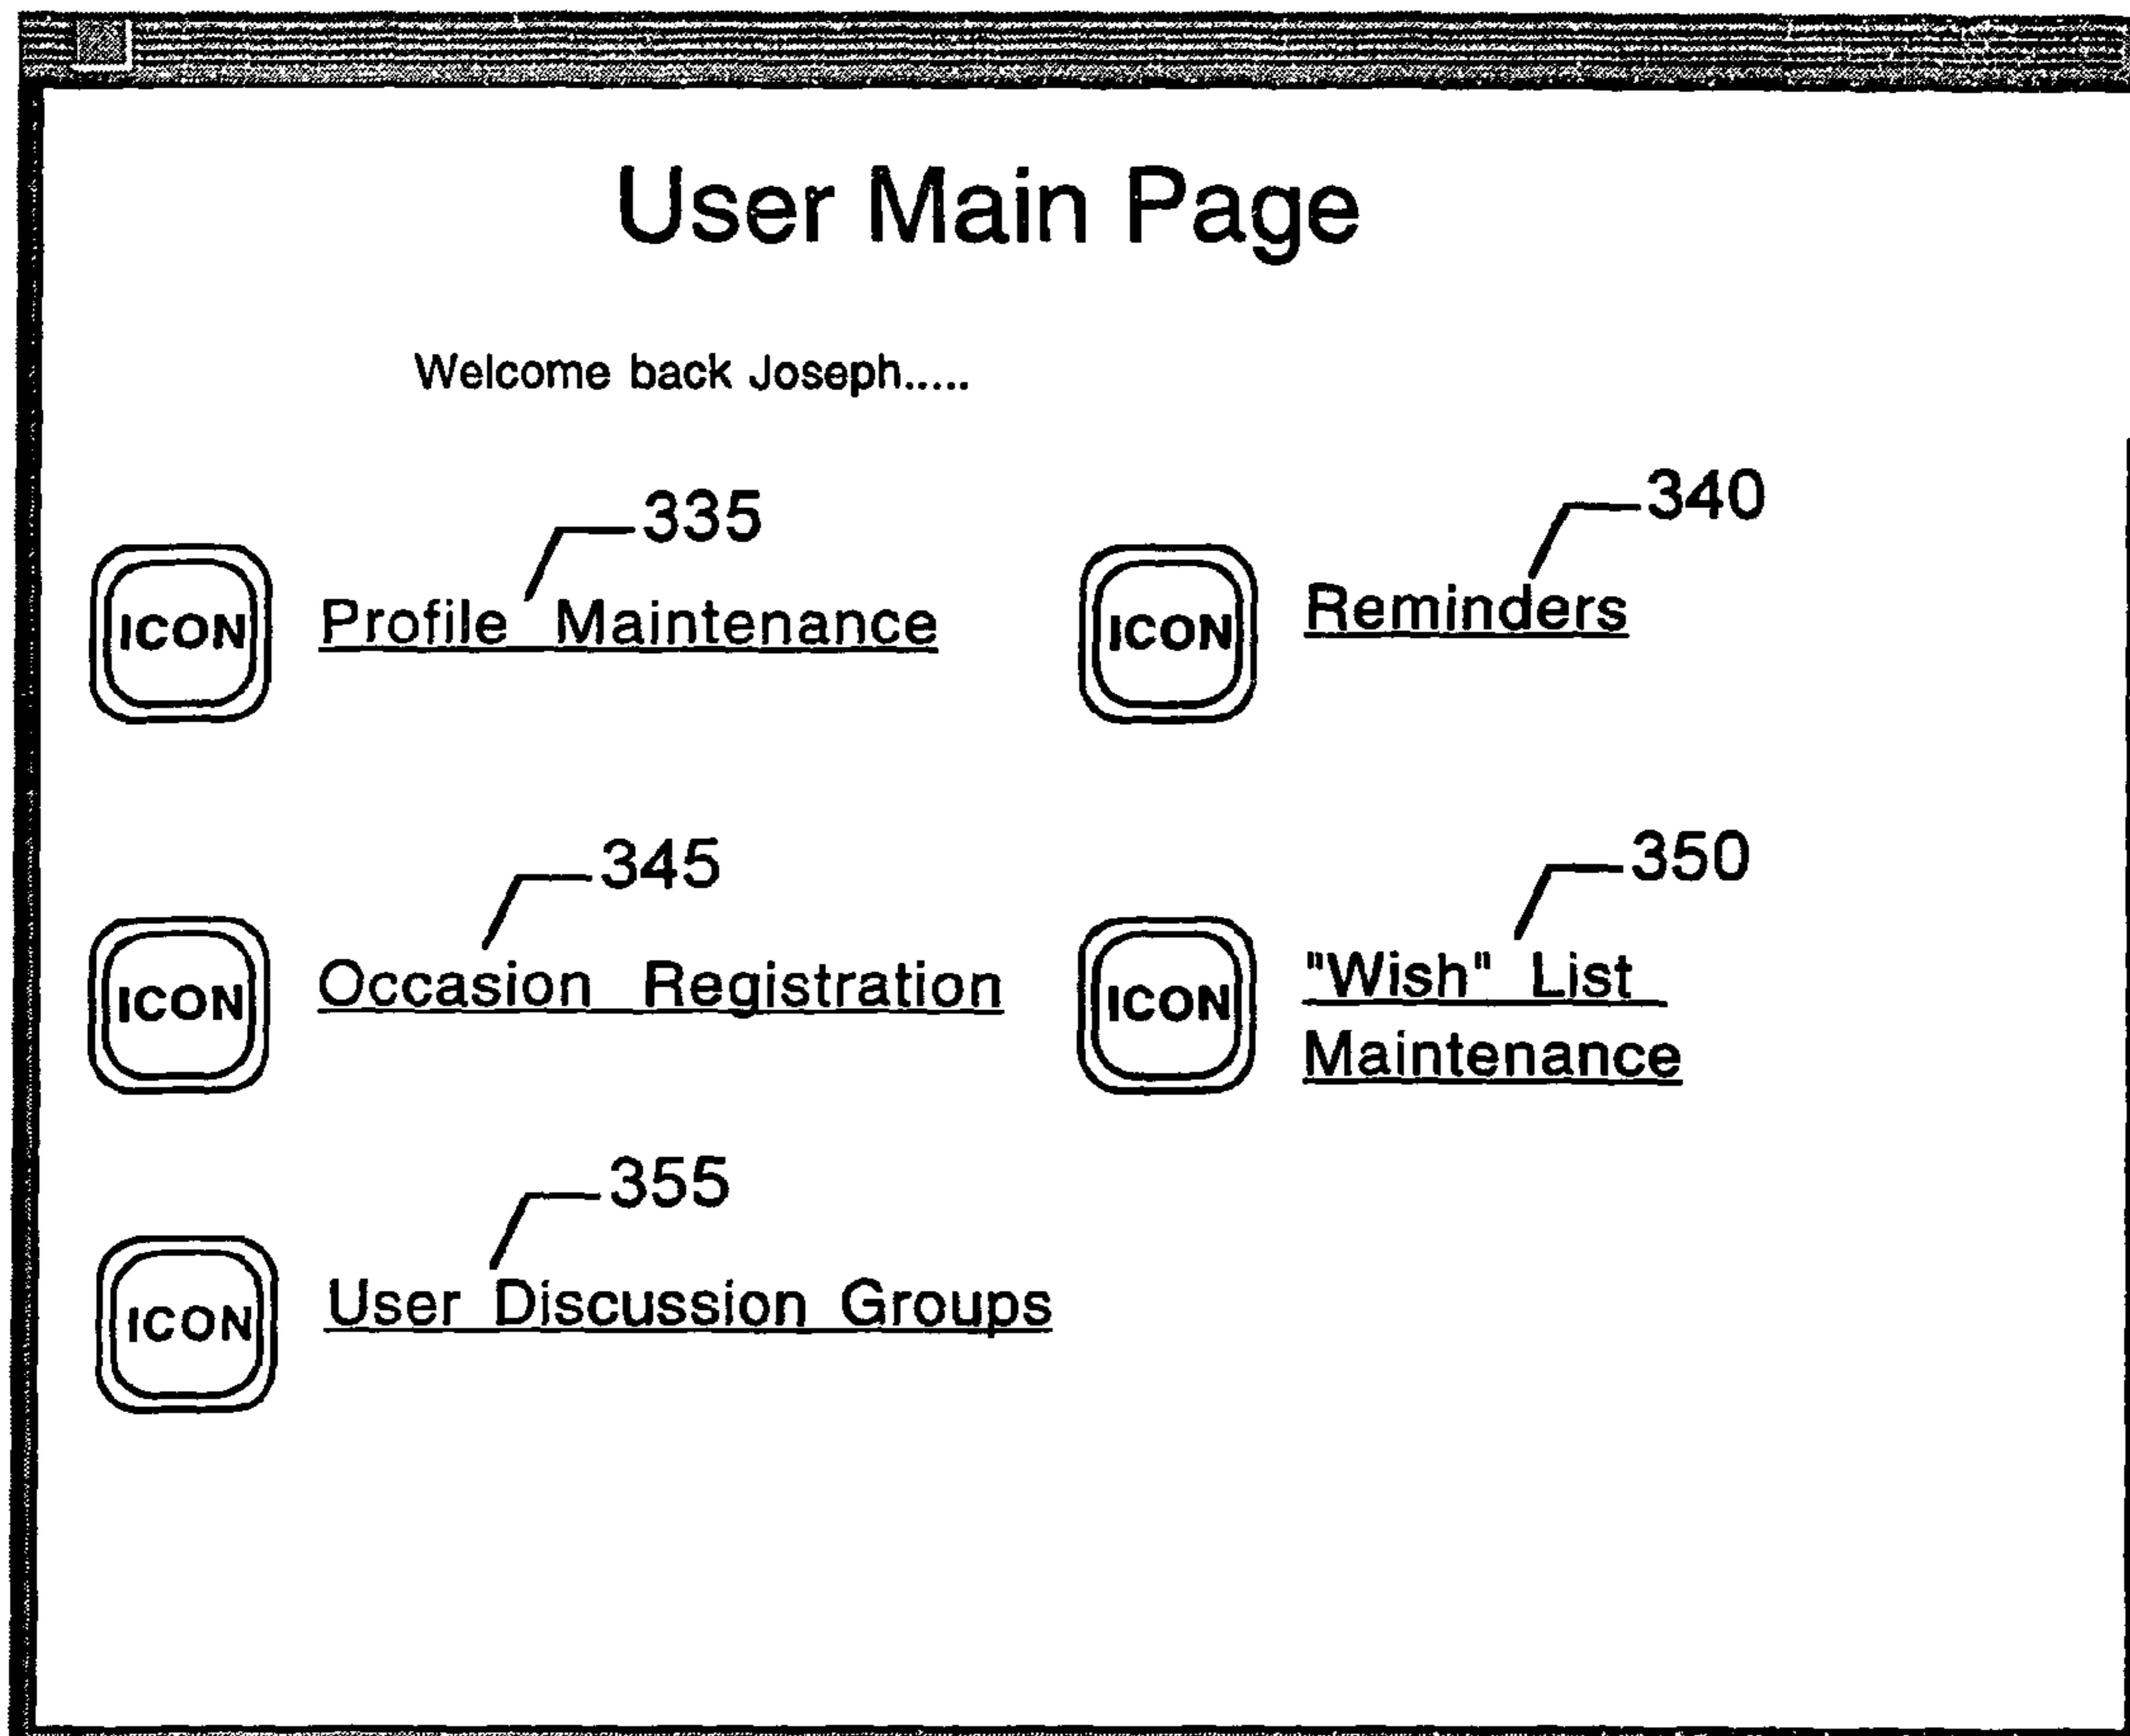 User Main Page
Welcome back Joseph.....
335
ICON Profile Maintenance
340
ICON Reminders
345
ICON Occasion Registration
350
ICON "Wish" List
Maintenance
355
ICON User Discussion Groups